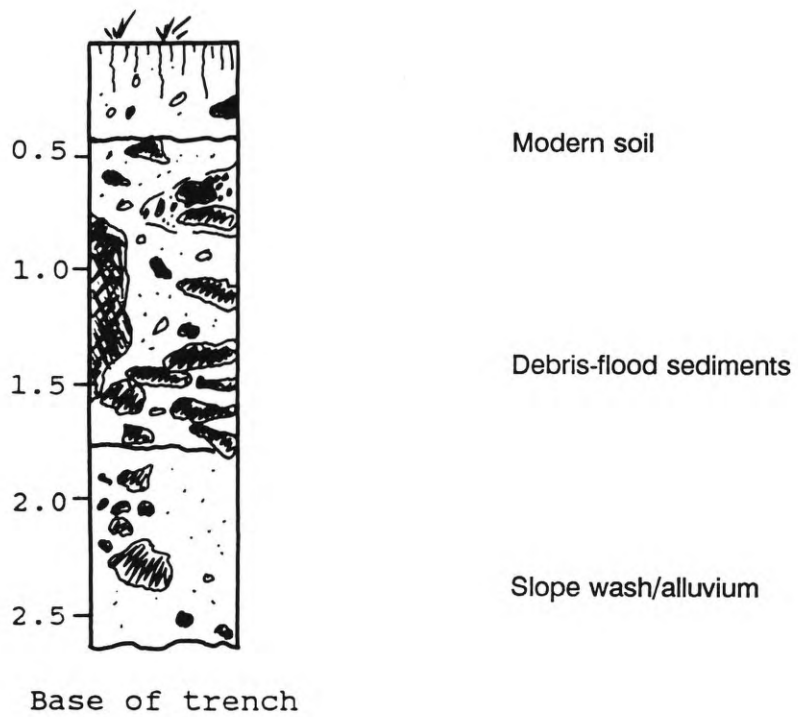 Modern soil
0.5
1.0
Debris-flood sediments
1.5
2.0
Slope wash/alluvium
2.5
Base of trench